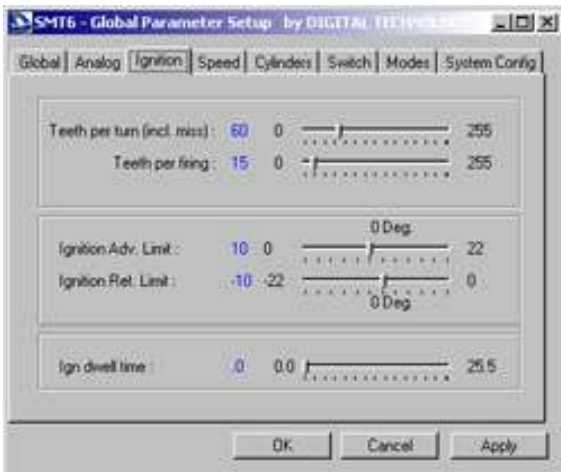 SMT6 - Global Parameter Setup by DIGITAL
Global Analog Ignition Speed Cylinders Switch Modes System Config
Teeth per turn (incl. miss) : 60 0 255
Teeth per firing : 15 0 255
0 Deg.
Ignition Adv. Limit : 10 0 22
Ignition Ret. Limit : -10 -22 0
0 Deg.
Ign dwell time : .0 0.0 25.5
OK Cancel Apply